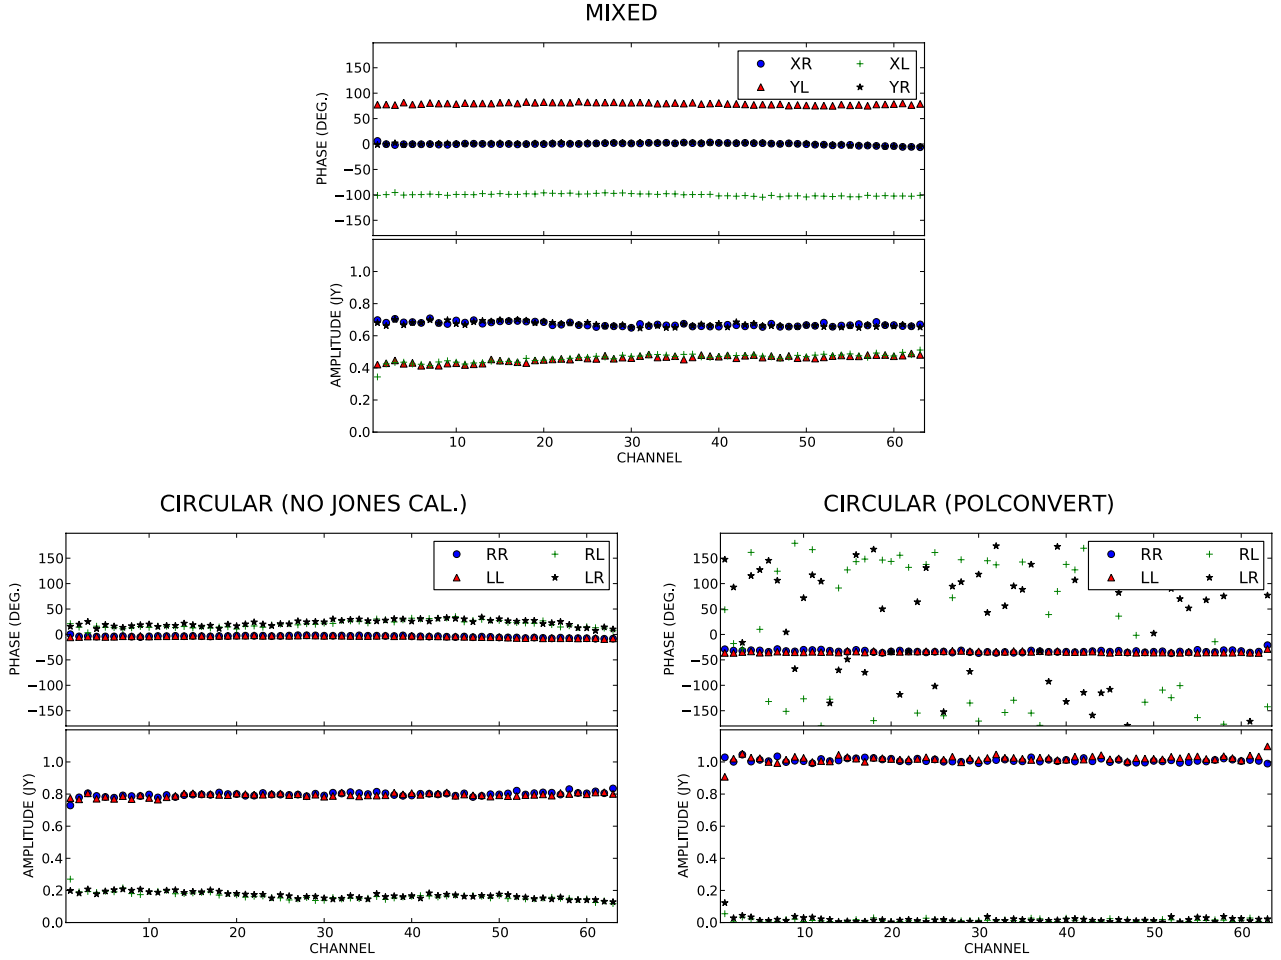 MIXED
XR XL
YL YR
PHASE (DEG.)
150
100
50
0
−50
−100
−150
AMPLITUDE (JY)
1.0
0.8
0.6
0.4
0.2
0.0
10 20 30 40 50 60
CHANNEL
CIRCULAR (NO JONES CAL.)
RR RL
LL LR
PHASE (DEG.)
150
100
50
0
−50
−100
−150
AMPLITUDE (JY)
1.0
0.8
0.6
0.4
0.2
0.0
10 20 30 40 50 60
CHANNEL
CIRCULAR (POLCONVERT)
RR RL
LL LR
PHASE (DEG.)
150
100
50
0
−50
−100
−150
AMPLITUDE (JY)
1.0
0.8
0.6
0.4
0.2
0.0
10 20 30 40 50 60
CHANNEL